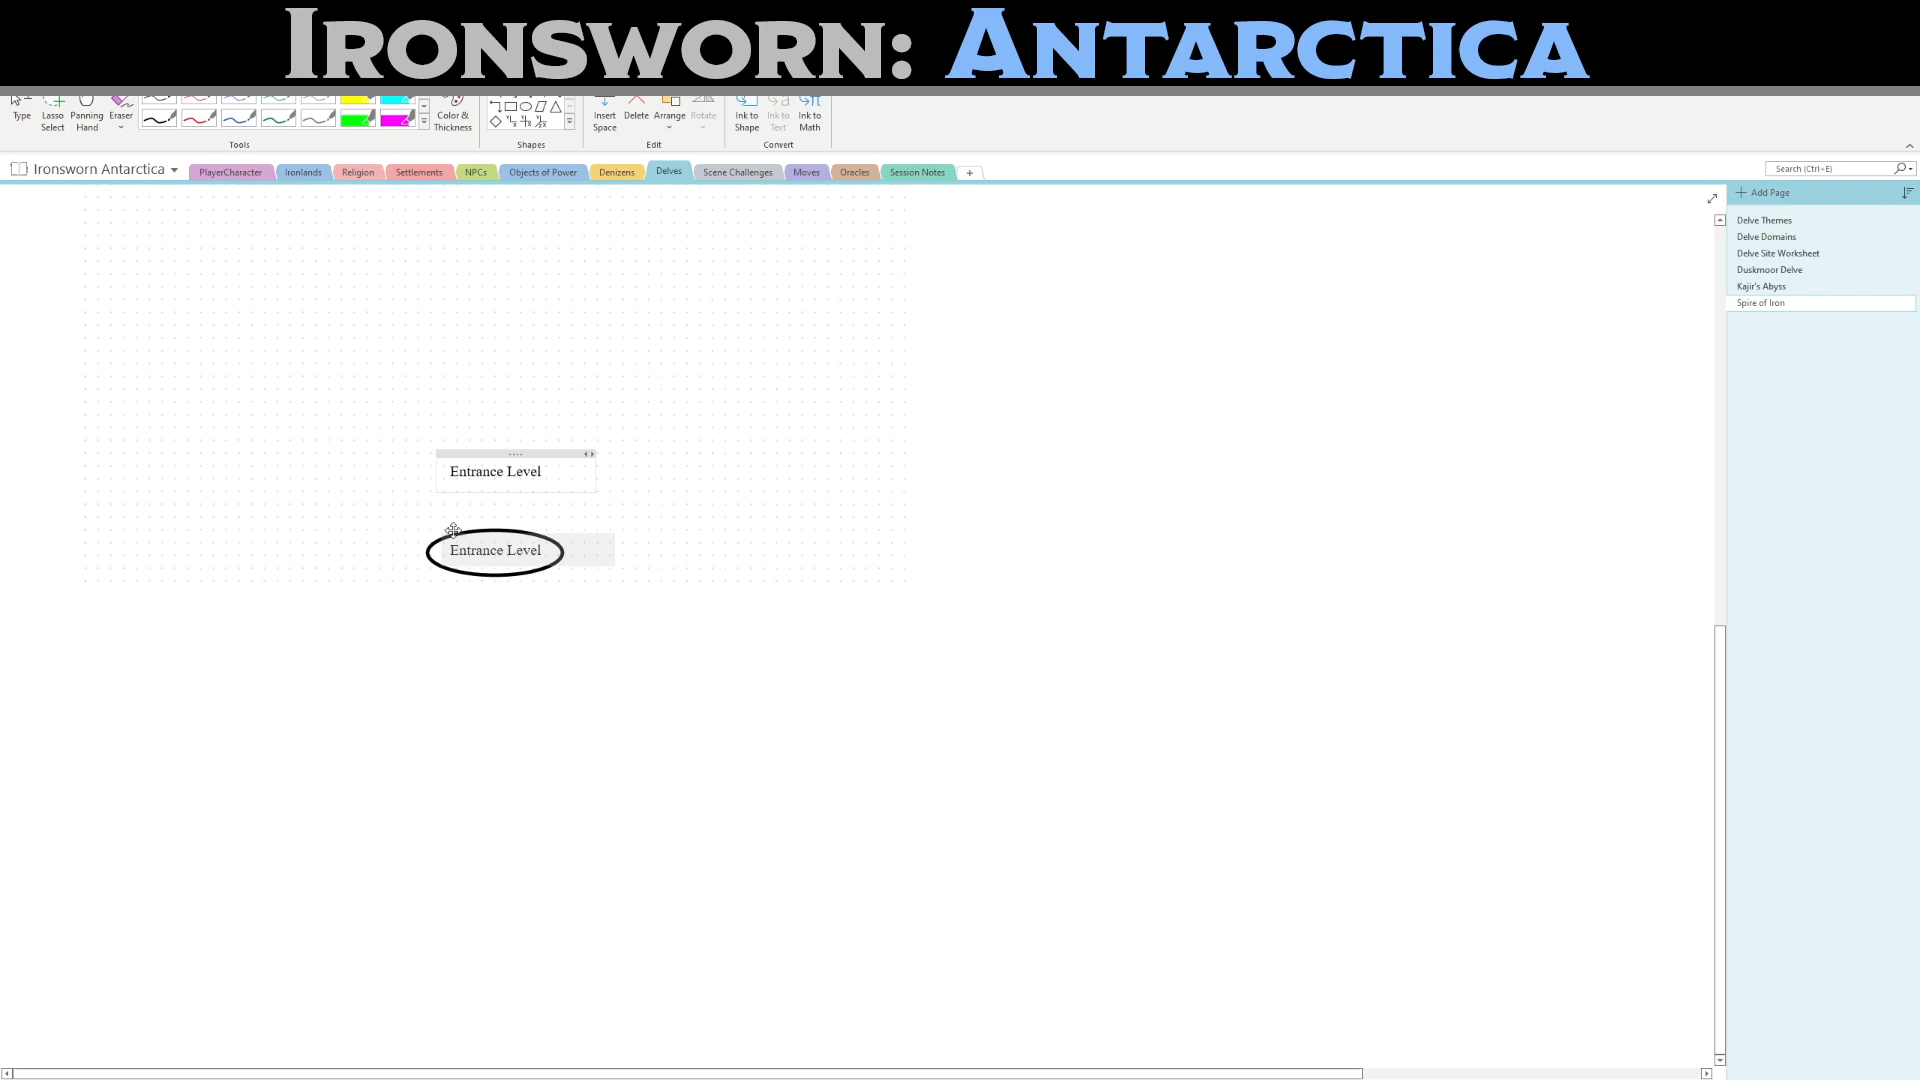 IRONSWORN: ANTARCTICA
Type
Lasso Select
Panning Hand
Eraser
Color & Thickness
Insert Space
Delete
Arrange
Rotate
Ink to Shape
Ink to Text
Ink to Math
Tools
Shapes
Edit
Convert
Ironsworn Antarctica
PlayerCharacter
Ironlands
Religion
Settlements
NPCs
Objects of Power
Denizens
Delves
Scene Challenges
Moves
Oracles
Session Notes
+
Search (Ctrl+E)
Add Page
Delve Themes
Delve Domains
Delve Site Worksheet
Duskmoor Delve
Kajir's Abyss
Spire of Iron
Entrance Level
Entrance Level